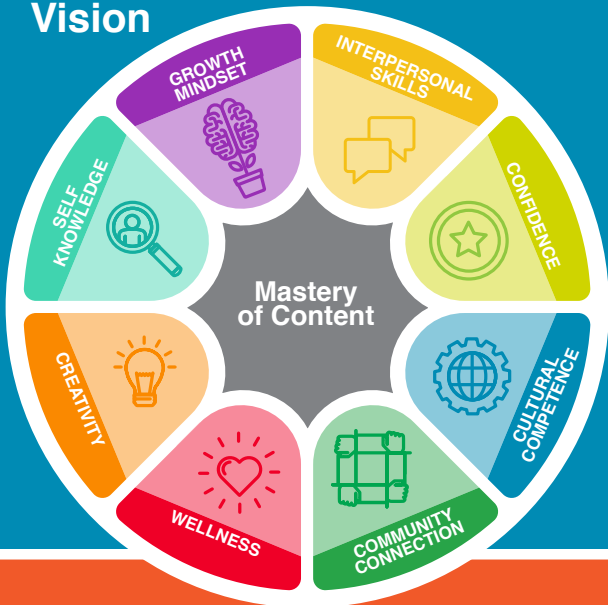 Vision
GROWTH
MINDSET
INTERPERSONAL
SKILLS
CONFIDENCE
CULTURAL
COMPETENCE
COMMUNITY
CONNECTION
WELLNESS
CREATIVITY
SELF
KNOWLEDGE
Mastery
of Content